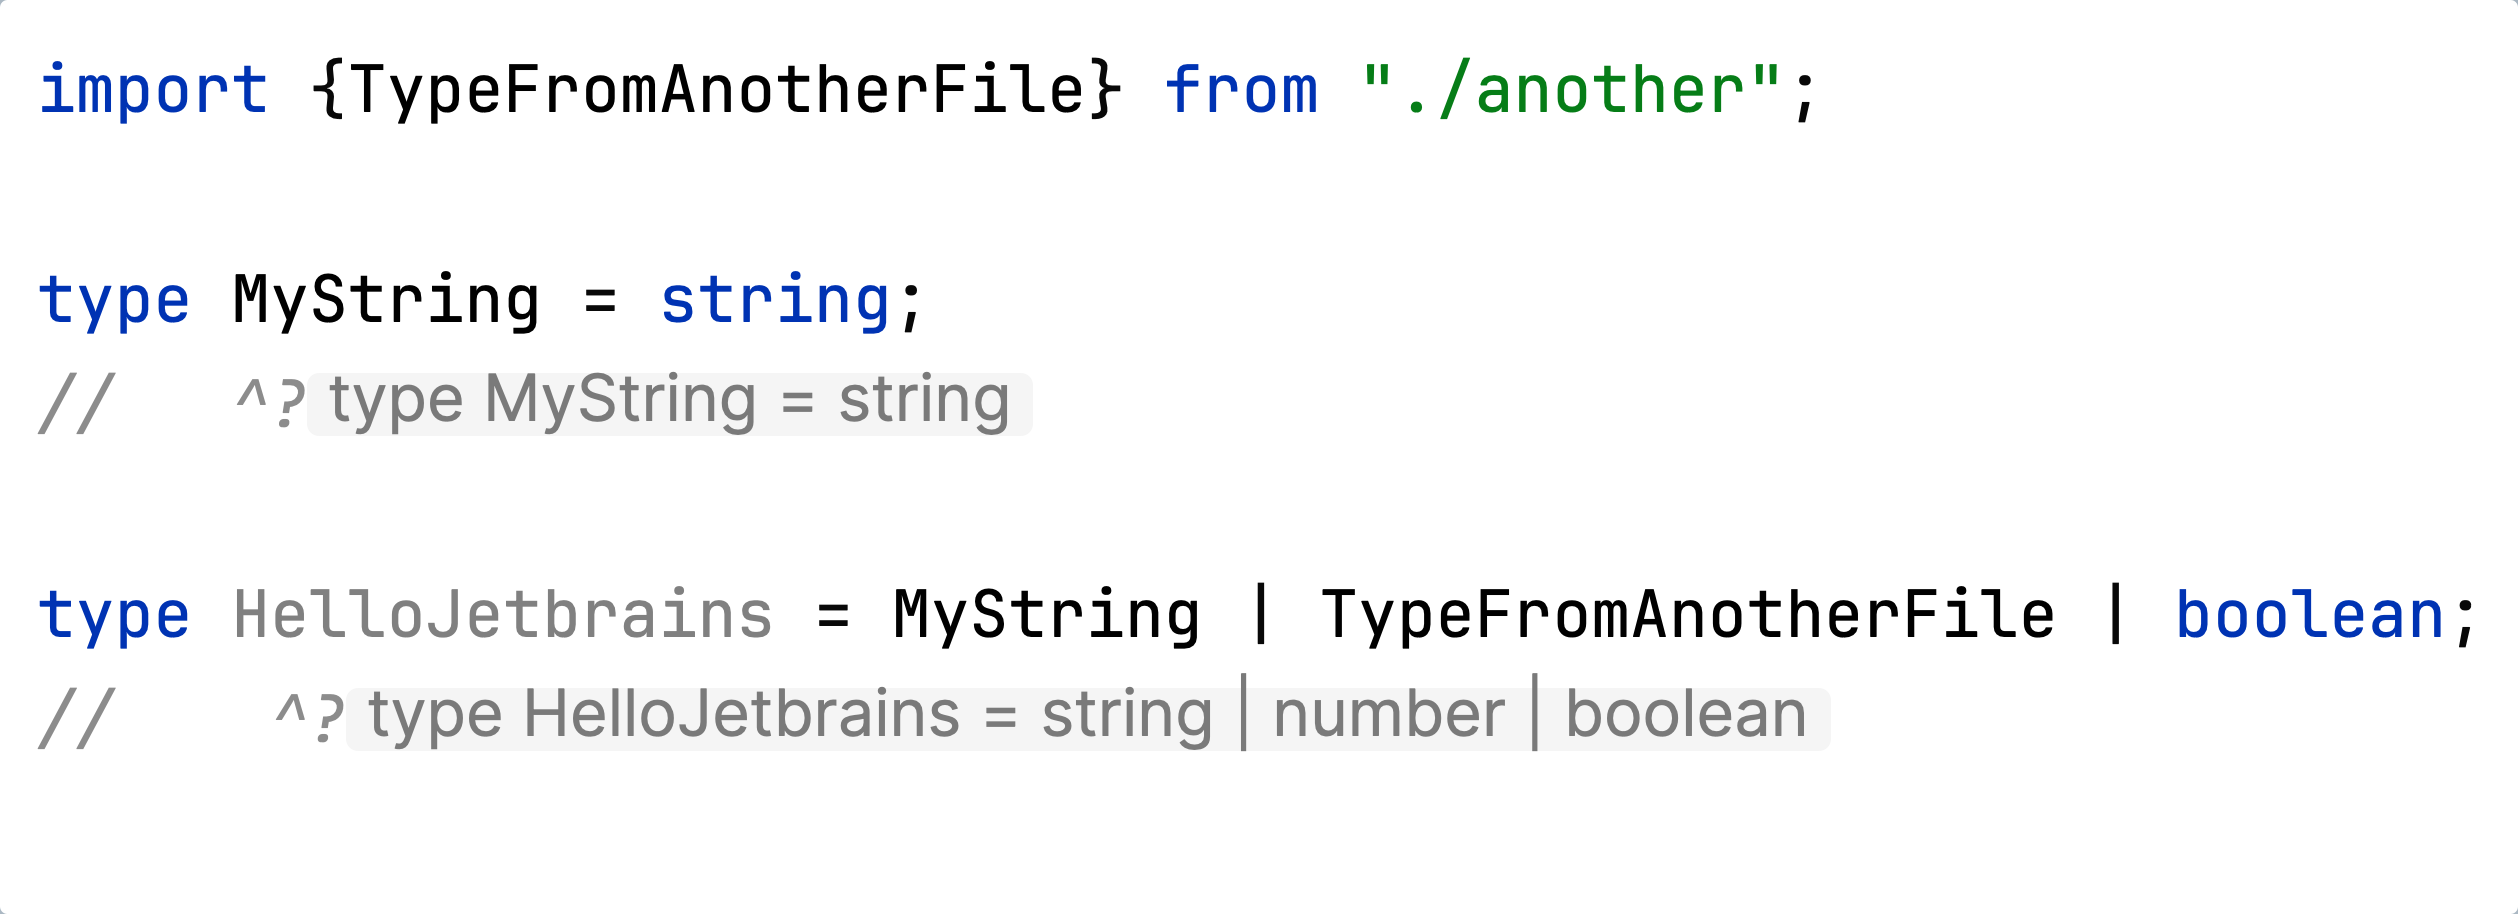 import {TypeFromAnotherFile} from "./another";
type MyString = string;
//   ^? type MyString = string
type HelloJetbrains = MyString | TypeFromAnotherFile | boolean;
//    ^? type HelloJetbrains = string | number | boolean